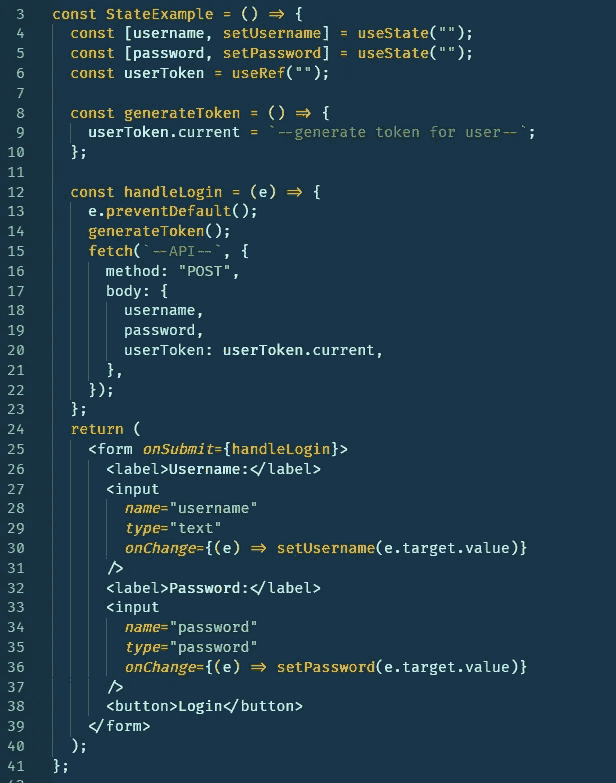 3 const StateExample = () => {
4 const [username, setUsername] = useState("");
5 const [password, setPassword] = useState("");
6 const userToken = useRef("");
7
8 const generateToken = () => {
9 userToken.current = `--generate token for user--`;
10 };
11
12 const handleLogin = (e) => {
13 e.preventDefault();
14 generateToken();
15 fetch(`--API--`, {
16 method: "POST",
17 body: {
18 username,
19 password,
20 userToken: userToken.current,
21 },
22 });
23 };
24 return (
25 <form onSubmit={handleLogin}>
26 <label>Username:</label>
27 <input
28 name="username"
29 type="text"
30 onChange={(e) => setUsername(e.target.value)}
31 />
32 <label>Password:</label>
33 <input
34 name="password"
35 type="password"
36 onChange={(e) => setPassword(e.target.value)}
37 />
38 <button>Login</button>
39 </form>
40 );
41 };